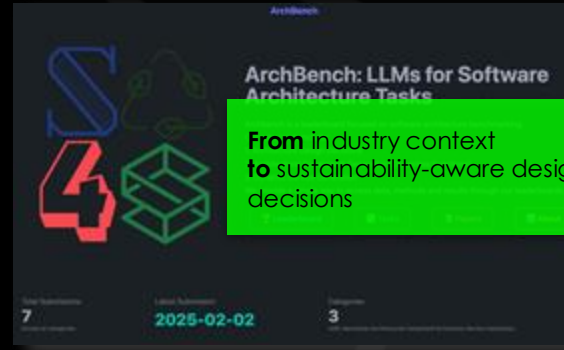 ArchBench
ArchBench: LLMs for Software
Architecture Tasks
From industry context
to sustainability-aware desig
decisions
Total Submissions
Latest Submission
Categories
7
2025-02-02
3